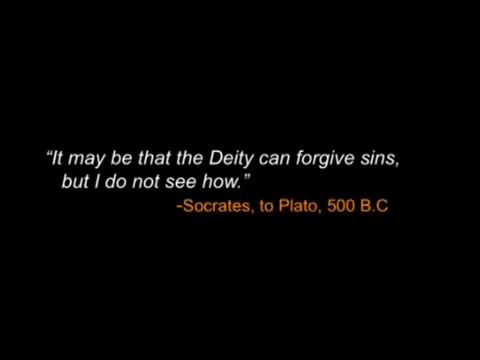 “It may be that the Deity can forgive sins,
but I do not see how.”
-Socrates, to Plato, 500 B.C